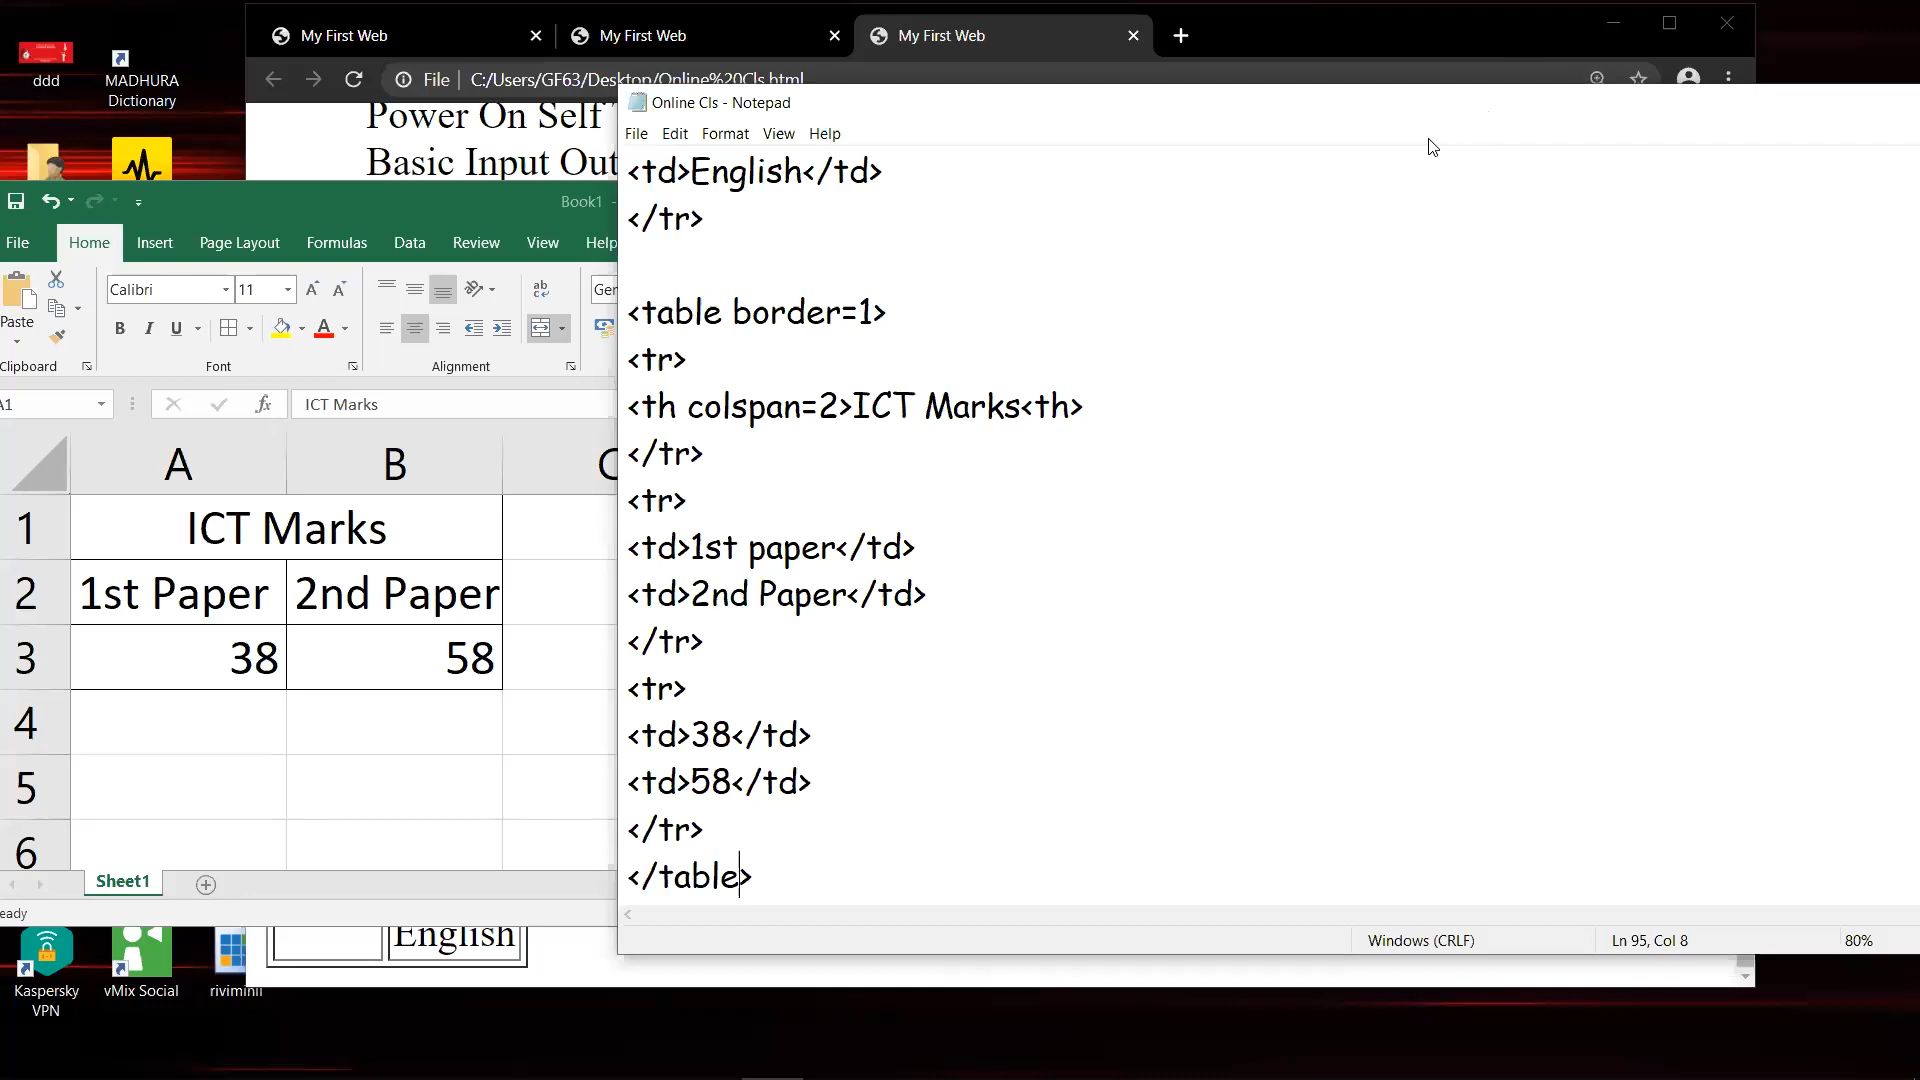 ddd
MADHURA
Dictionary
My First Web
My First Web
My First Web
File
C:/Users/GF63/Desktop/Online%20Cls.html
Power On Self
Basic Input Out
Online Cls - Notepad
File Edit Format View Help
<td>English</td>
</tr>
<table border=1>
<tr>
<th colspan=2>ICT Marks<th>
</tr>
<tr>
<td>1st paper</td>
<td>2nd Paper</td>
</tr>
<tr>
<td>38</td>
<td>58</td>
</tr>
</table>
Windows (CRLF) Ln 95, Col 8 80%
Book1 -
File Home Insert Page Layout Formulas Data Review View Help
Calibri 11
Paste
B I U
Clipboard Font Alignment
A1 fx ICT Marks
A B C
1 ICT Marks
2 1st Paper 2nd Paper
3 38 58
4
5
6
Sheet1
eady
English
Kaspersky
VPN
vMix Social
riviminii